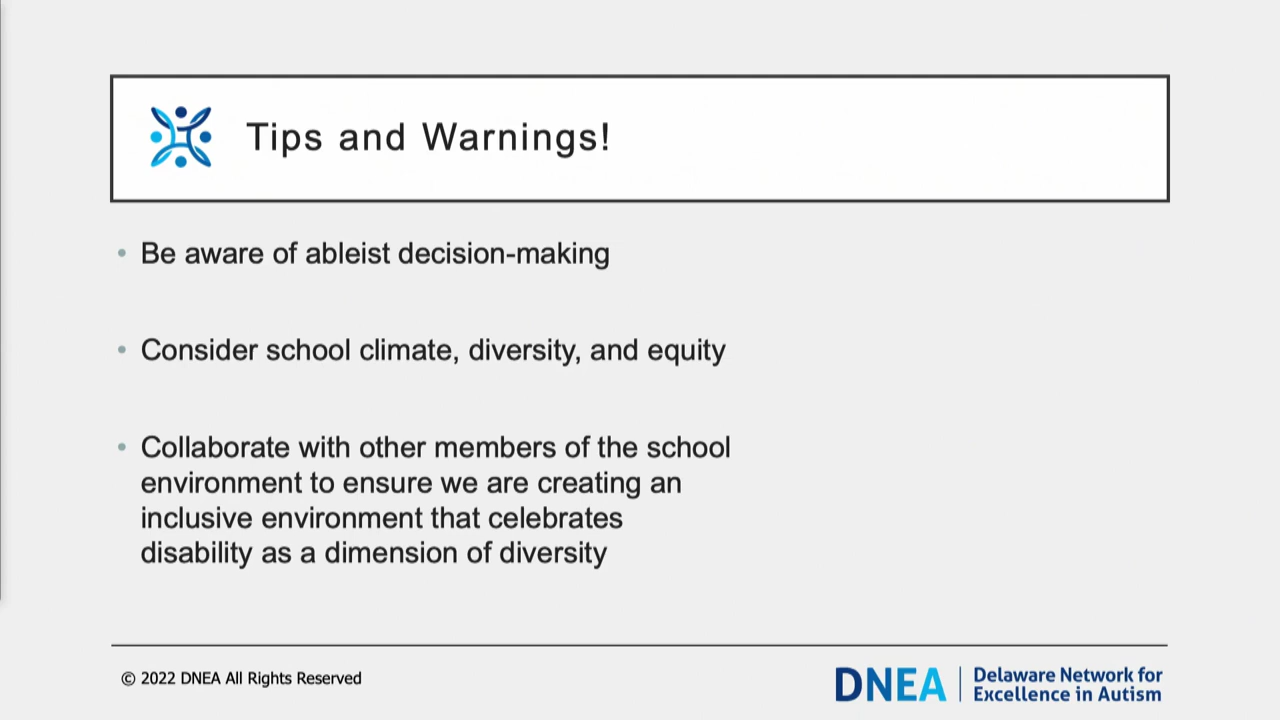 Tips and Warnings!
• Be aware of ableist decision-making
• Consider school climate, diversity, and equity
• Collaborate with other members of the school
environment to ensure we are creating an
inclusive environment that celebrates
disability as a dimension of diversity
© 2022 DNEA All Rights Reserved
DNEA
Delaware Network for
Excellence in Autism